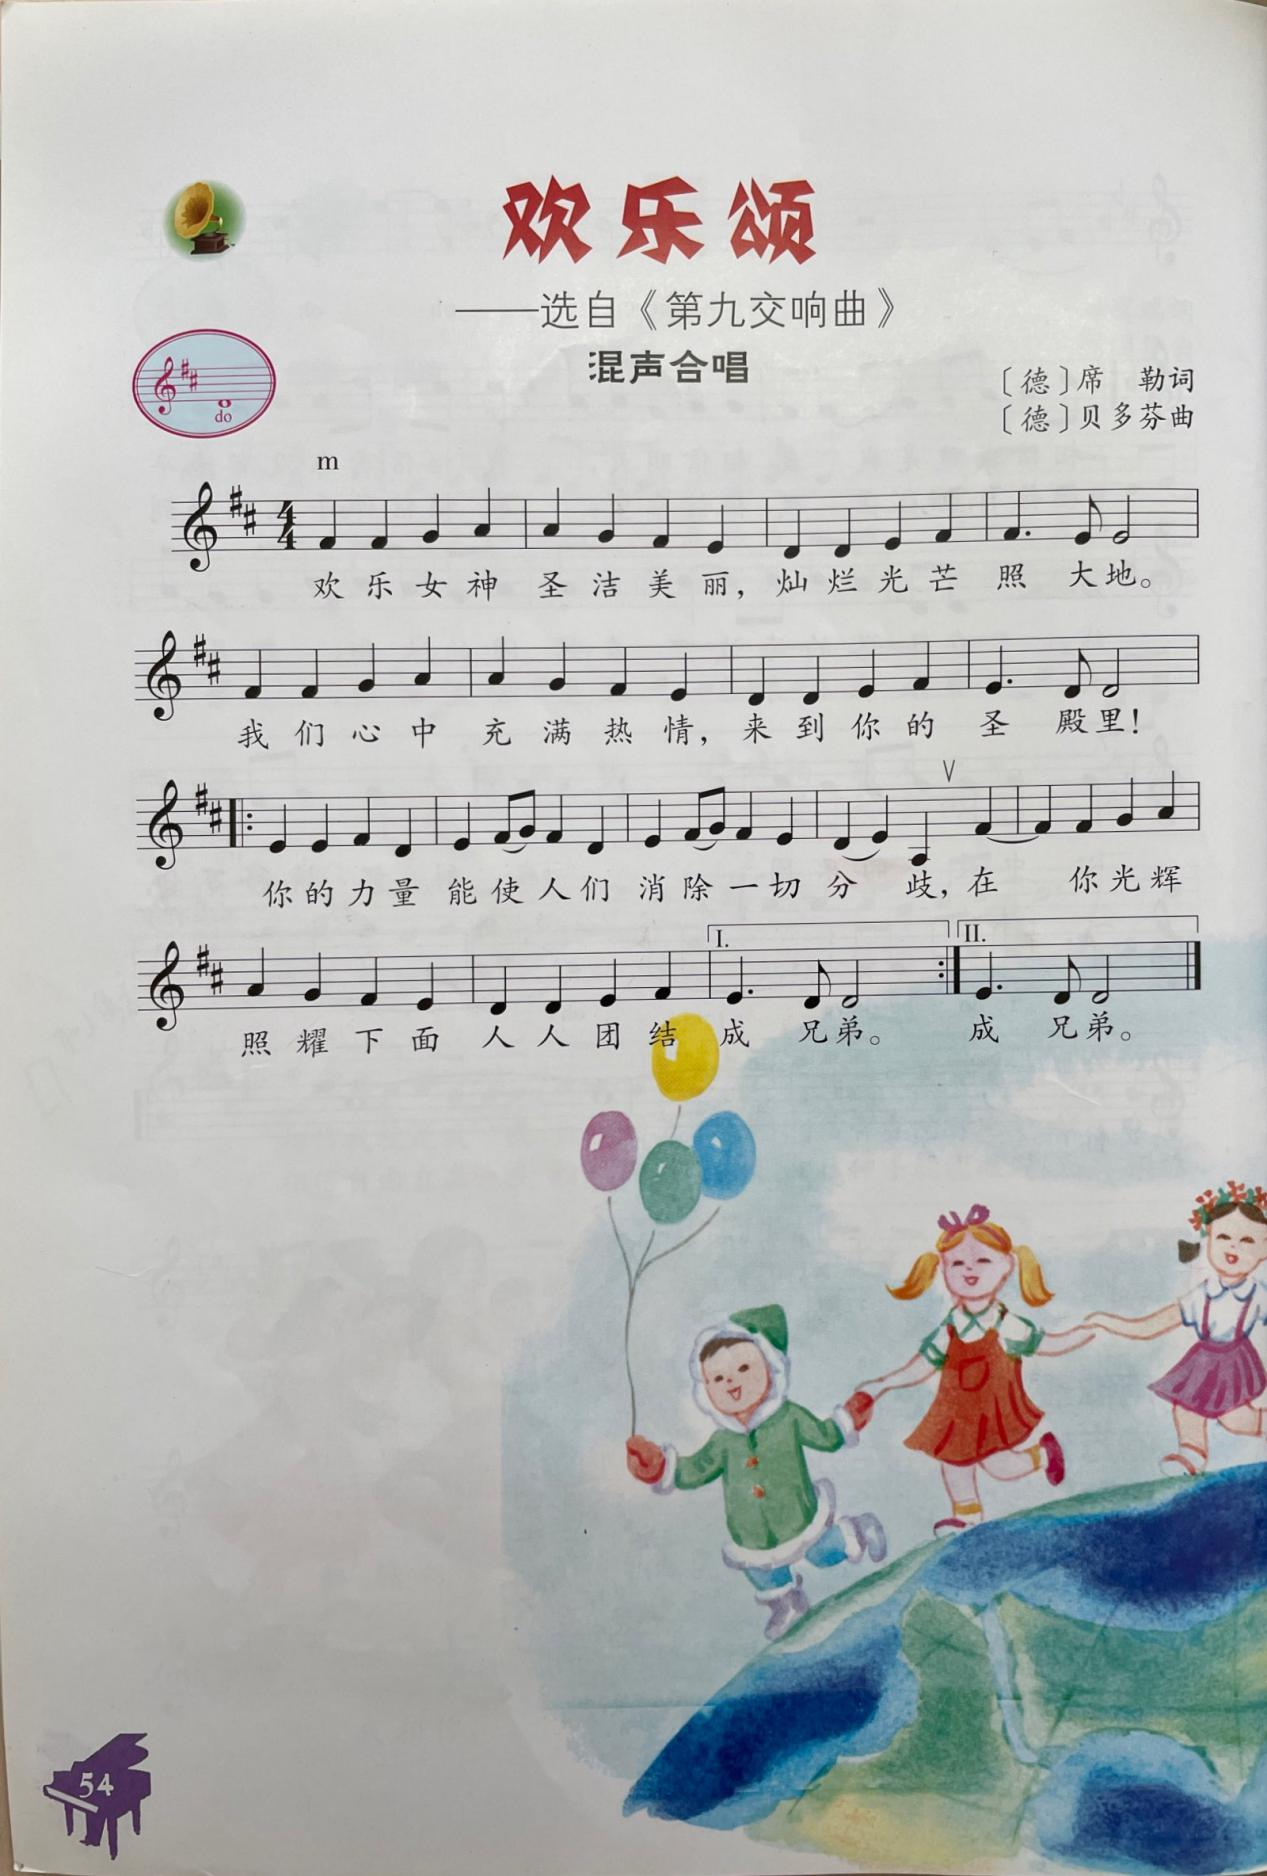 欢乐颂
——选自《第九交响曲》
混声合唱
〔德〕席 勒词
〔德〕贝多芬曲
do
m
欢乐女神圣洁美丽，灿烂光芒照大地。
我们心中充满热情，来到你的圣殿里！
你的力量能使人们消除一切分歧，在你光辉
I. II.
照耀下面人人团结成兄弟。成兄弟。
54